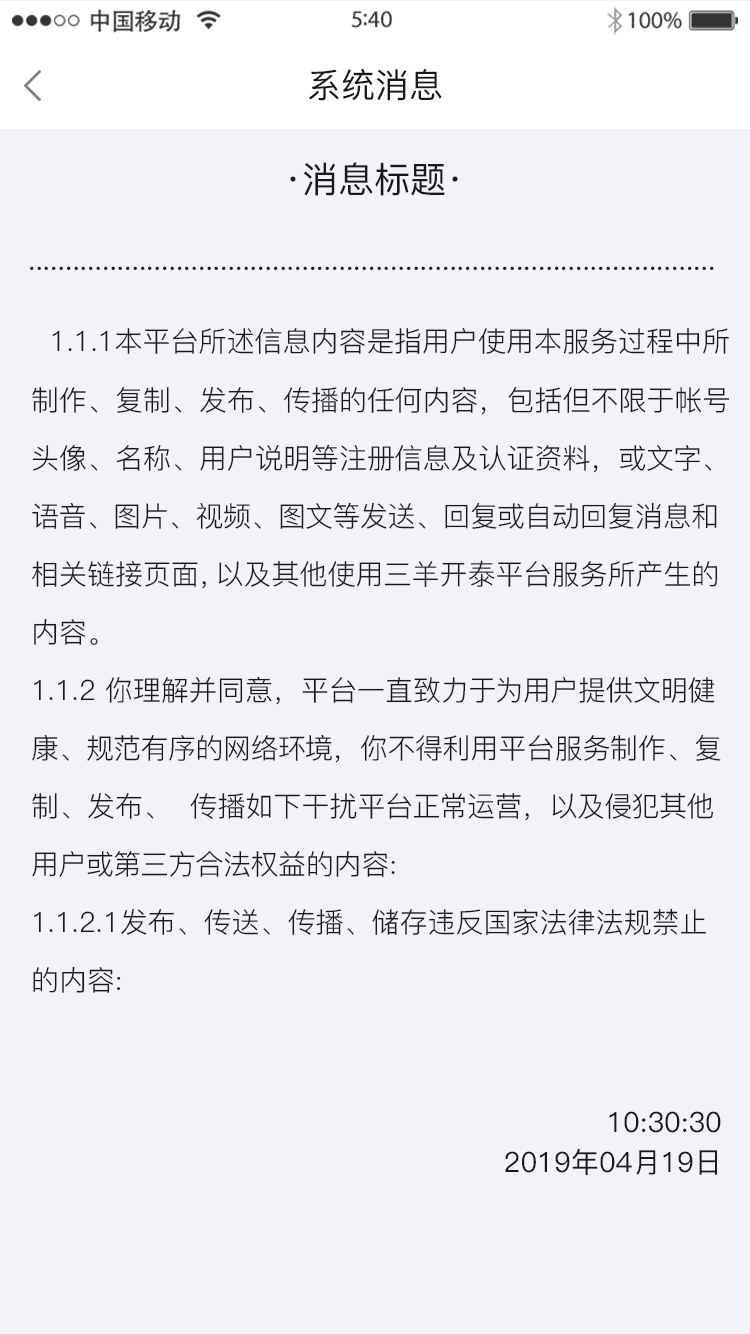 中国移动 5:40 100%
系统消息
·消息标题·
1.1.1本平台所述信息内容是指用户使用本服务过程中所
制作、复制、发布、传播的任何内容，包括但不限于帐号
头像、名称、用户说明等注册信息及认证资料，或文字、
语音、图片、视频、图文等发送、回复或自动回复消息和
相关链接页面, 以及其他使用三羊开泰平台服务所产生的
内容。
1.1.2 你理解并同意，平台一直致力于为用户提供文明健
康、规范有序的网络环境，你不得利用平台服务制作、复
制、发布、 传播如下干扰平台正常运营，以及侵犯其他
用户或第三方合法权益的内容:
1.1.2.1发布、传送、传播、储存违反国家法律法规禁止
的内容:
10:30:30
2019年04月19日